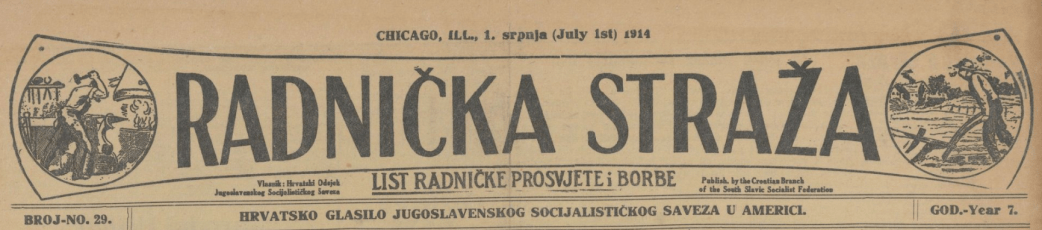 CHICAGO, ILL., 1. srpnja (July 1st) 1914
RADNIČKA STRAŽA
Vlasnik: Hrvatski Odsjek
Jugoslavenskog Socijalističkog Saveza
LIST RADNIČKE PROSVJETE i BORBE
Publish. by the Croatian Branch
of the South Slavic Socialist Federation
BROJ-NO. 29.
HRVATSKO GLASILO JUGOSLAVENSKOG SOCIJALISTIČKOG SAVEZA U AMERICI.
GOD.-Year 7.